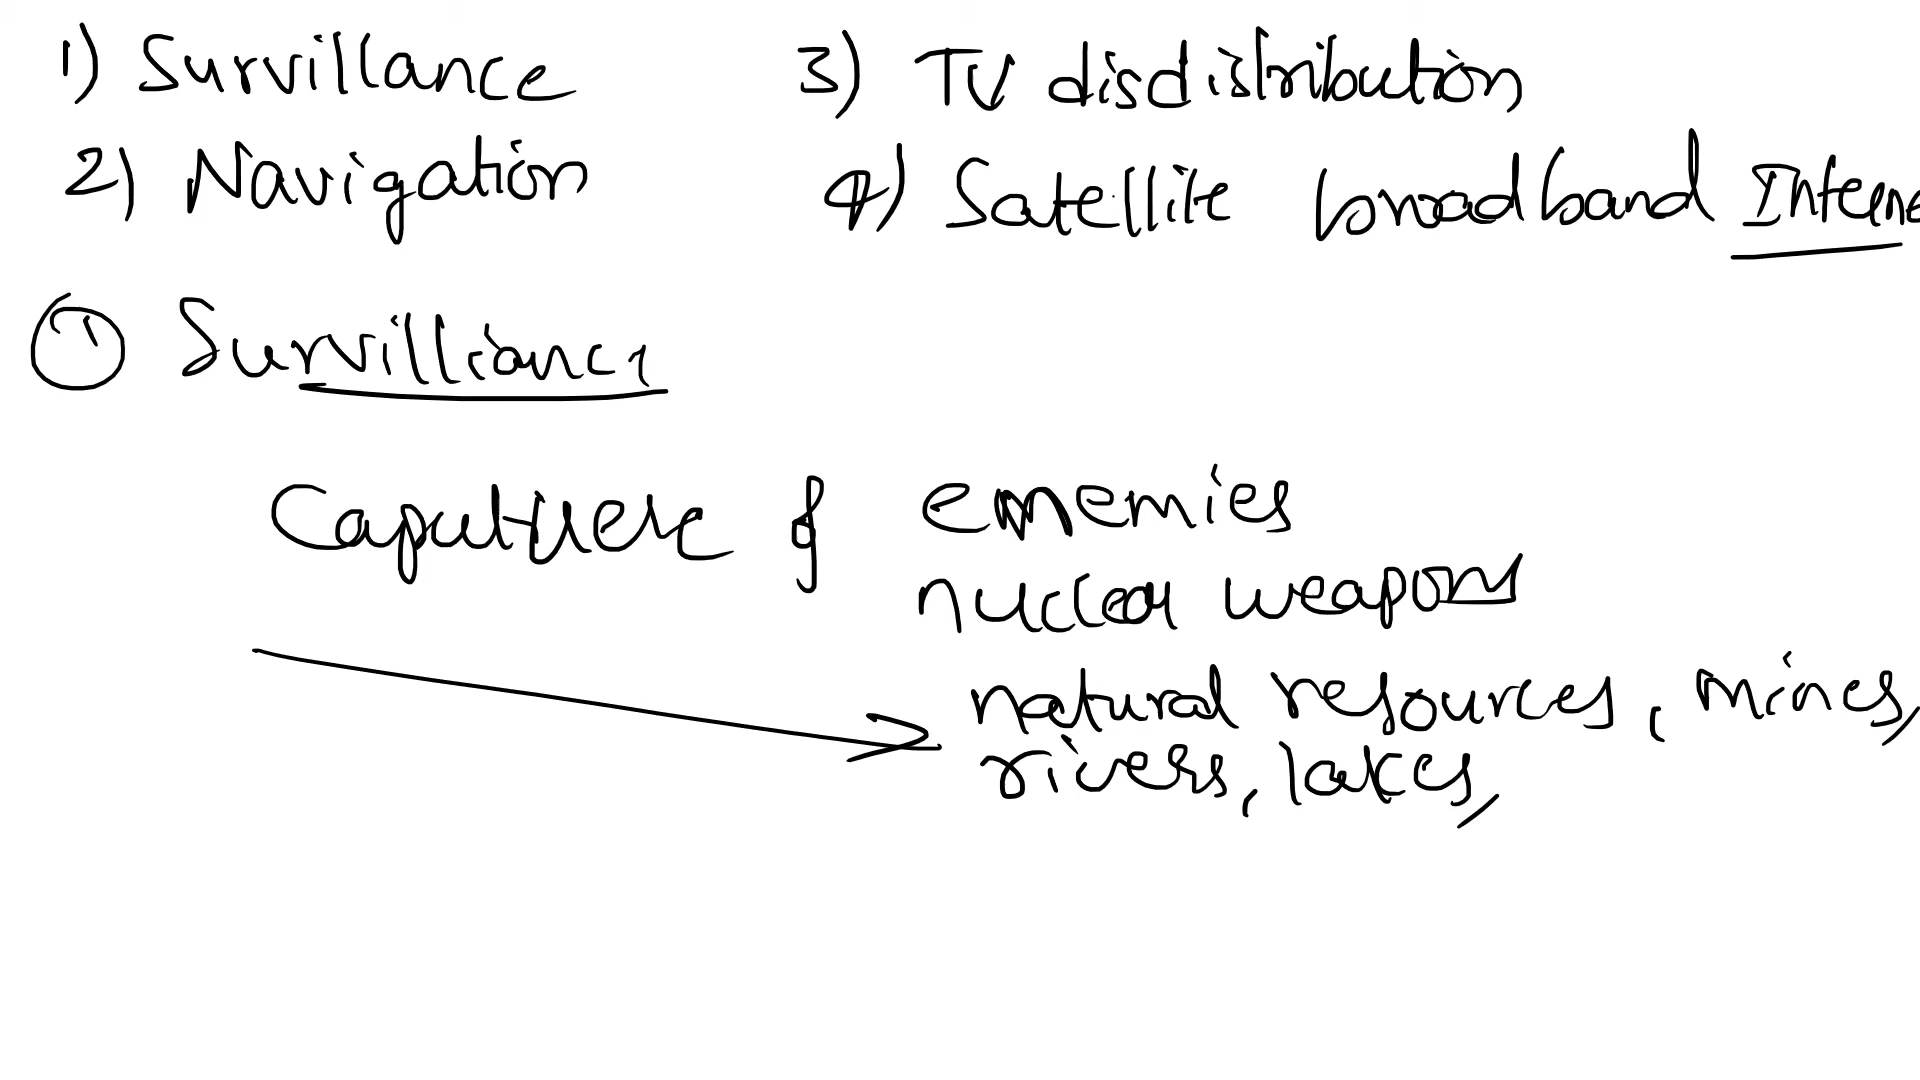 1) Survillance
2) Navigation
3) TV disdistribution
4) Satellite broadband Interne
① Survilliance
Caputuere of enemies
nuclear weapons
natural resources, mines,
rivers, lakes,